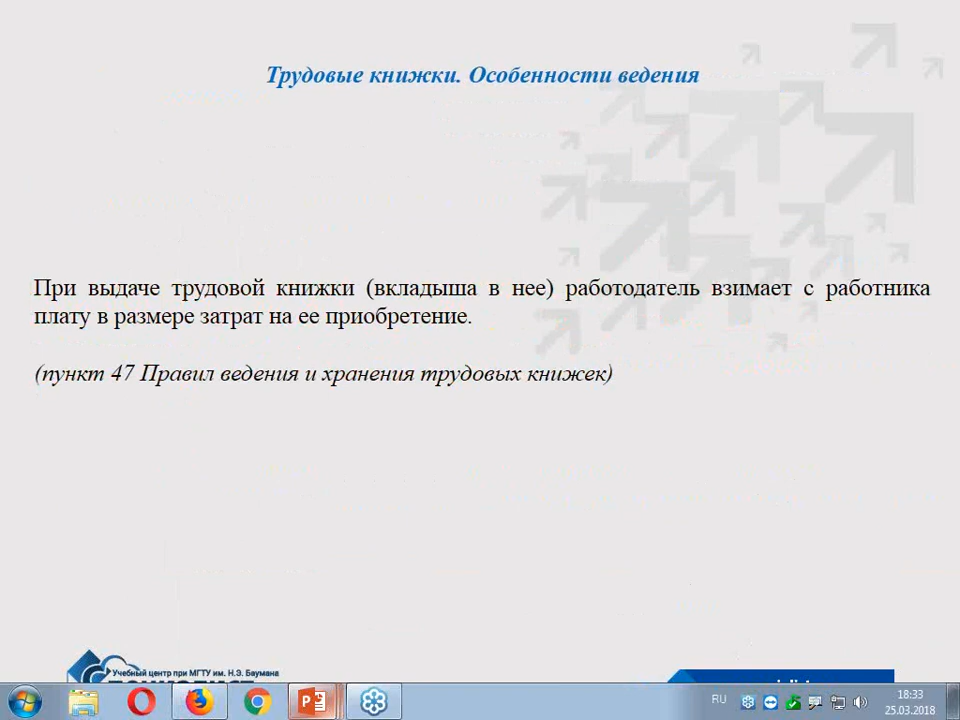 Трудовые книжки. Особенности ведения
При выдаче трудовой книжки (вкладыша в нее) работодатель взимает с работника
плату в размере затрат на ее приобретение.
(пункт 47 Правил ведения и хранения трудовых книжек)
Учебный центр при МГТУ им. Н.Э. Баумана
RU
18:33
25.03.2018